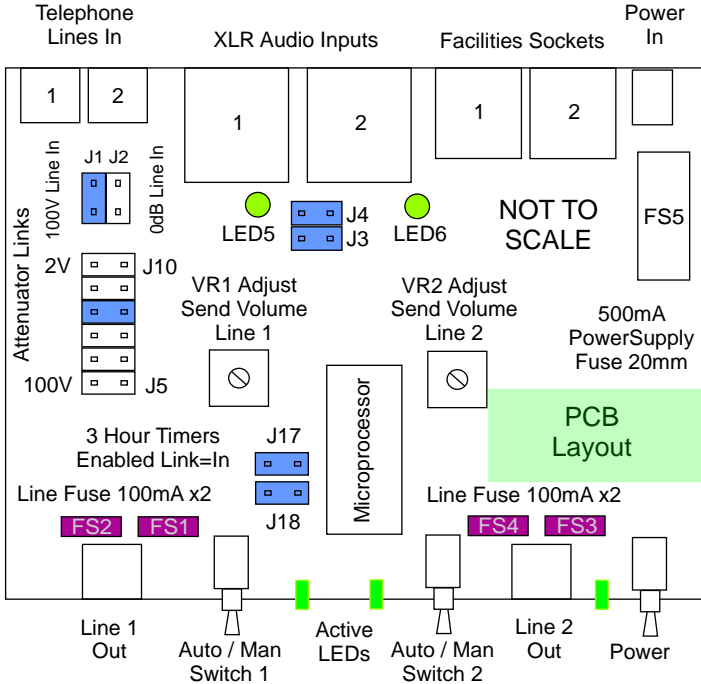 Telephone
Lines In
XLR Audio Inputs
Facilities Sockets
Power
In
1
2
1
2
1
2
J1 J2
100V Line In
0dB Line In
Attenuator Links
LED5
J4
J3
LED6
NOT TO
SCALE
FS5
2V
J10
100V
J5
VR1 Adjust
Send Volume
Line 1
VR2 Adjust
Send Volume
Line 2
500mA
PowerSupply
Fuse 20mm
Microprocessor
PCB
Layout
3 Hour Timers
Enabled Link=In
J17
J18
Line Fuse 100mA x2
FS2
FS1
Line Fuse 100mA x2
FS4
FS3
Line 1
Out
Auto / Man
Switch 1
Active
LEDs
Auto / Man
Switch 2
Line 2
Out
Power